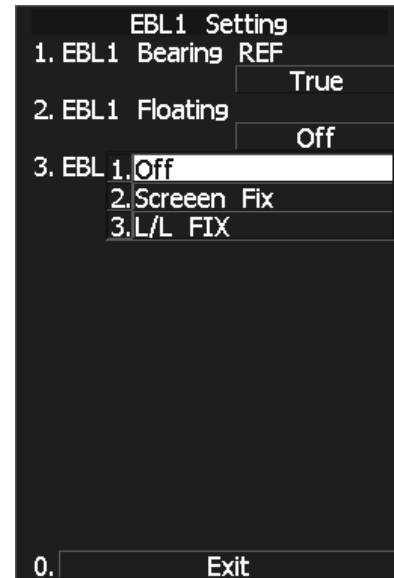 EBL1 Setting
1. EBL1 Bearing REF
True
2. EBL1 Floating
Off
3. EBL 1. Off
2. Screeen Fix
3. L/L FIX
0. Exit